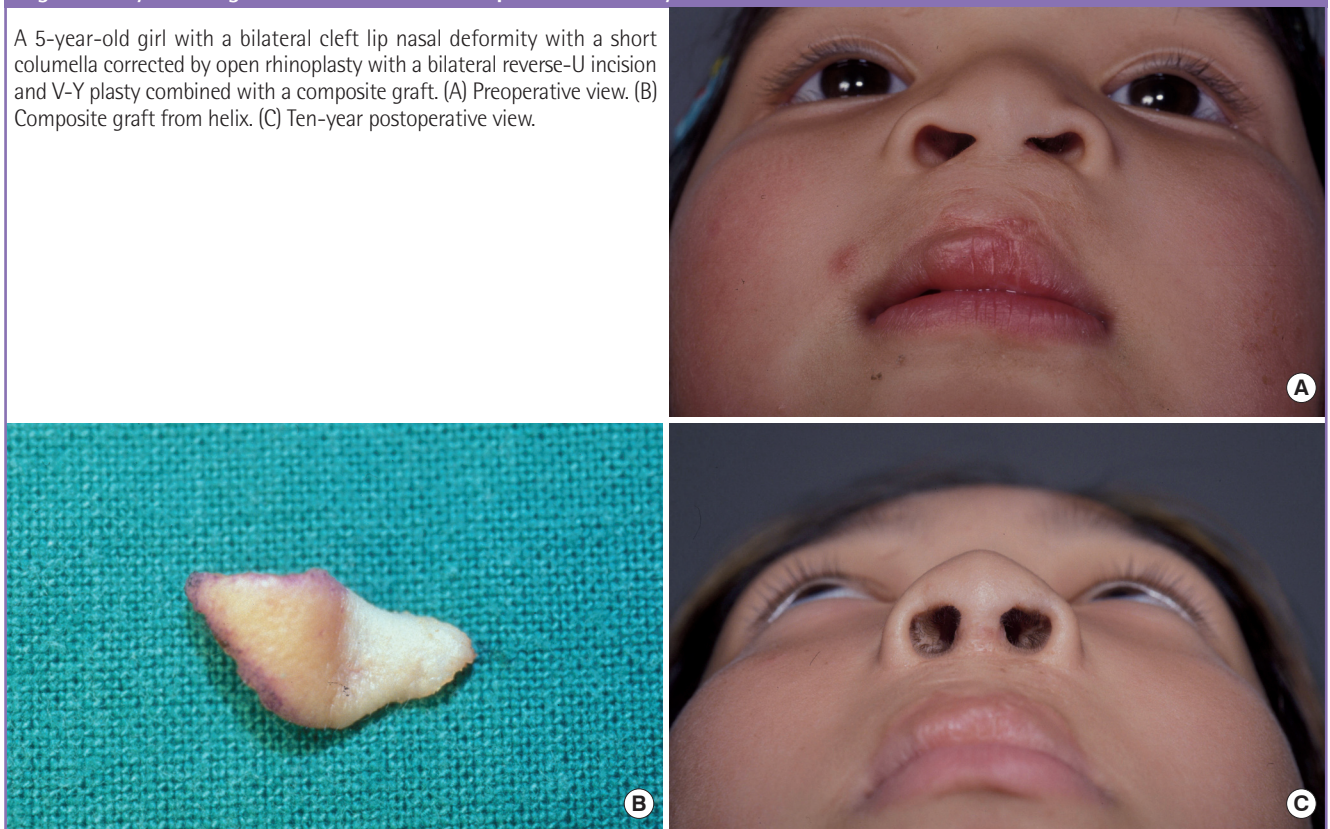 A 5-year-old girl with a bilateral cleft lip nasal deformity with a short
columella corrected by open rhinoplasty with a bilateral reverse-U incision
and V-Y plasty combined with a composite graft. (A) Preoperative view. (B)
Composite graft from helix. (C) Ten-year postoperative view.
A
B
C